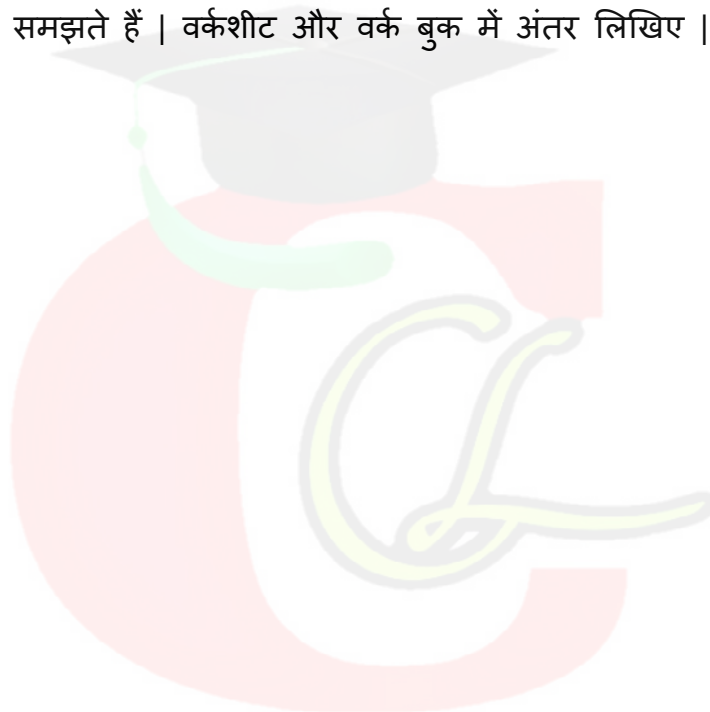 समझते हैं | वर्कशीट और वर्क बुक में अंतर लिखिए |